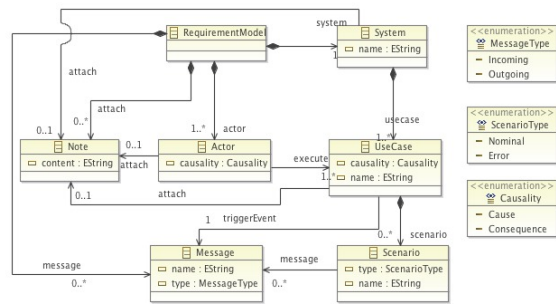 system
RequirementModel
System
name : EString
1
attach
attach
0..*
0..1
1..*
actor
usecase
1..*
Note
content : EString
0..1
attach
Actor
causality : Causality
execute
1..*
UseCase
causality : Causality
name : EString
0..1
attach
1
triggerEvent
0..*
scenario
Message
name : EString
type : MessageType
message
0..*
message
0..*
Scenario
type : ScenarioType
name : EString
<<enumeration>>
MessageType
Incoming
Outgoing
<<enumeration>>
ScenarioType
Nominal
Error
<<enumeration>>
Causality
Cause
Consequence